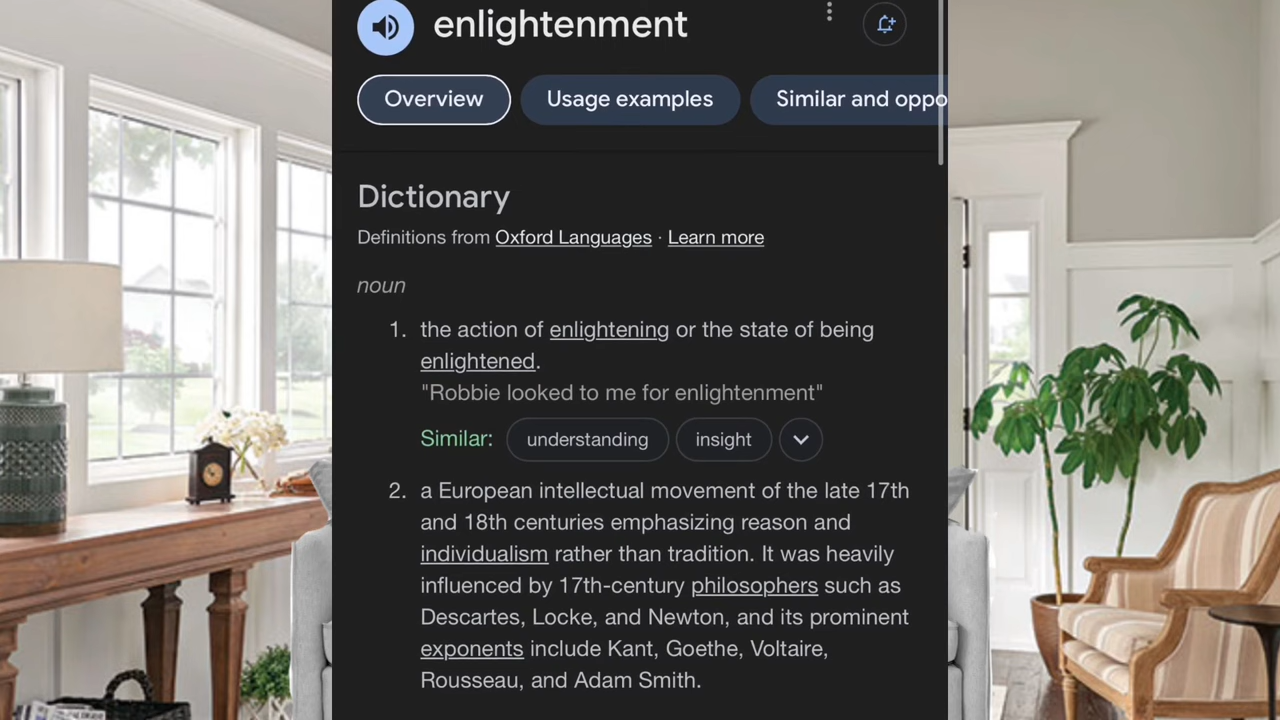 enlightenment
Overview
Usage examples
Similar and oppo
Dictionary
Definitions from Oxford Languages · Learn more
noun
1. the action of enlightening or the state of being
enlightened.
"Robbie looked to me for enlightenment"
Similar: understanding insight
2. a European intellectual movement of the late 17th
and 18th centuries emphasizing reason and
individualism rather than tradition. It was heavily
influenced by 17th-century philosophers such as
Descartes, Locke, and Newton, and its prominent
exponents include Kant, Goethe, Voltaire,
Rousseau, and Adam Smith.